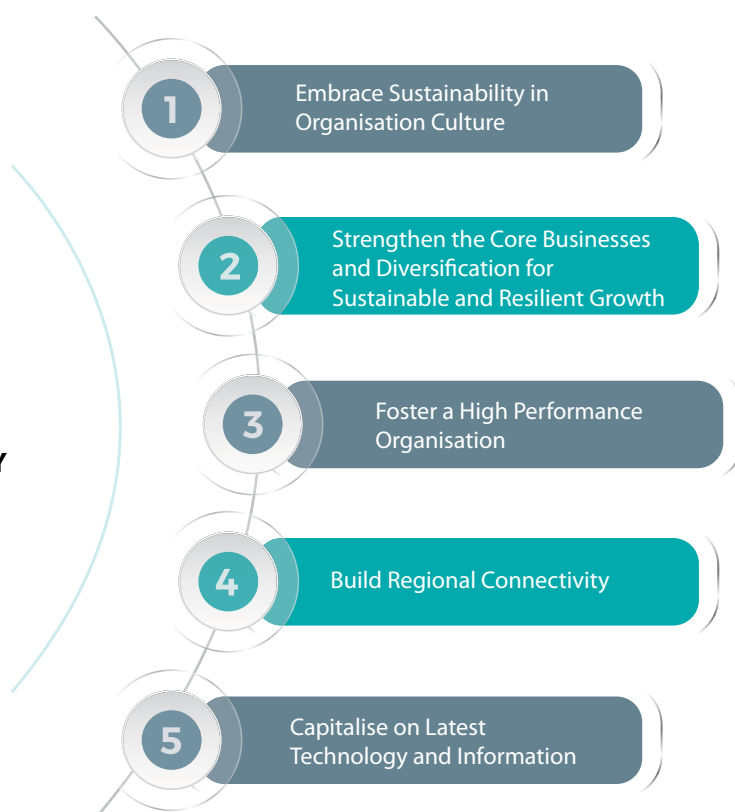 1
Embrace Sustainability in
Organisation Culture
2
Strengthen the Core Businesses
and Diversification for
Sustainable and Resilient Growth
3
Foster a High Performance
Organisation
Y
4
Build Regional Connectivity
5
Capitalise on Latest
Technology and Information